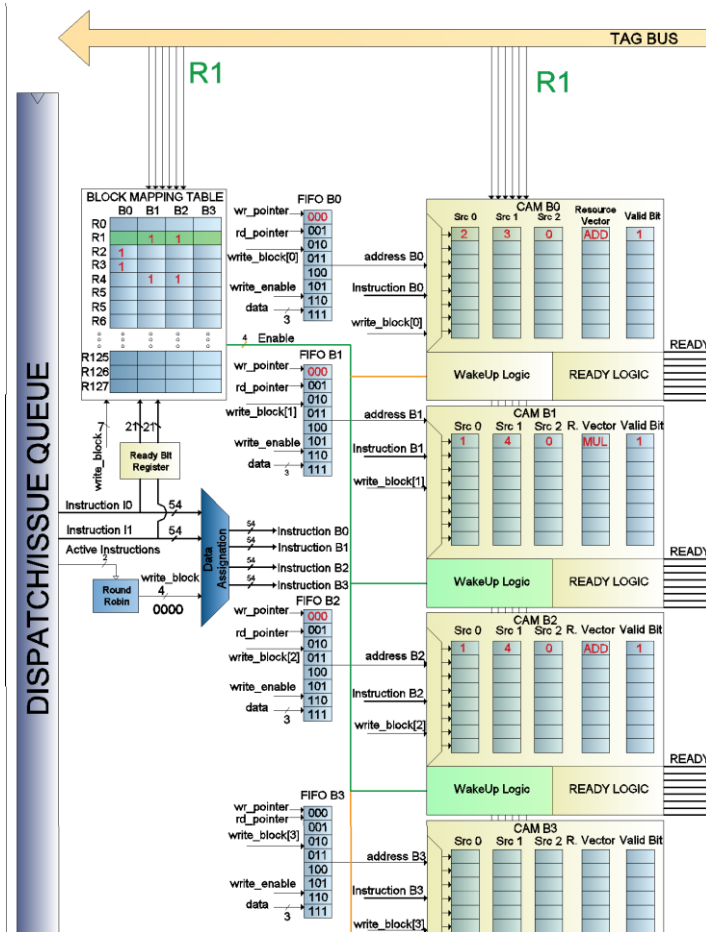 TAG BUS
R1
R1
DISPATCH/ISSUE QUEUE
BLOCK MAPPING TABLE
B0 B1 B2 B3
R0
R1 1 1
R2 1
R3 1
R4 1 1
R5
R5
R6
R125
R126
R127
FIFO B0
wr_pointer
rd_pointer
write_block[0]
write_enable
data
3
000
001
010
011
100
101
110
111
4 Enable
CAM B0
Src 0 Src 1 Src 2 Resource Vector Valid Bit
2 3 0 ADD 1
address B0
Instruction B0
write_block[0]
READY
WakeUp Logic
READY LOGIC
FIFO B1
wr_pointer
rd_pointer
write_block[1]
write_enable
data
3
000
001
010
011
100
101
110
111
CAM B1
Src 0 Src 1 Src 2 R. Vector Valid Bit
1 4 0 MUL 1
address B1
Instruction B1
write_block[1]
READY
WakeUp Logic
READY LOGIC
write_block
7
21 21
Ready Bit
Register
Instruction I0
54
Instruction I1
54
Active Instructions
2
Round
Robin
write_block
4
0000
Data
Assignation
54 Instruction B0
54 Instruction B1
54 Instruction B2
54 Instruction B3
FIFO B2
wr_pointer
rd_pointer
write_block[2]
write_enable
data
3
000
001
010
011
100
101
110
111
CAM B2
Src 0 Src 1 Src 2 R. Vector Valid Bit
1 4 0 ADD 1
address B2
Instruction B2
write_block[2]
READY
WakeUp Logic
READY LOGIC
FIFO B3
wr_pointer
rd_pointer
write_block[3]
write_enable
data
3
000
001
010
011
100
101
110
111
CAM B3
Src 0 Src 1 Src 2 R. Vector Valid Bit
address B3
Instruction B3
write_block[3]